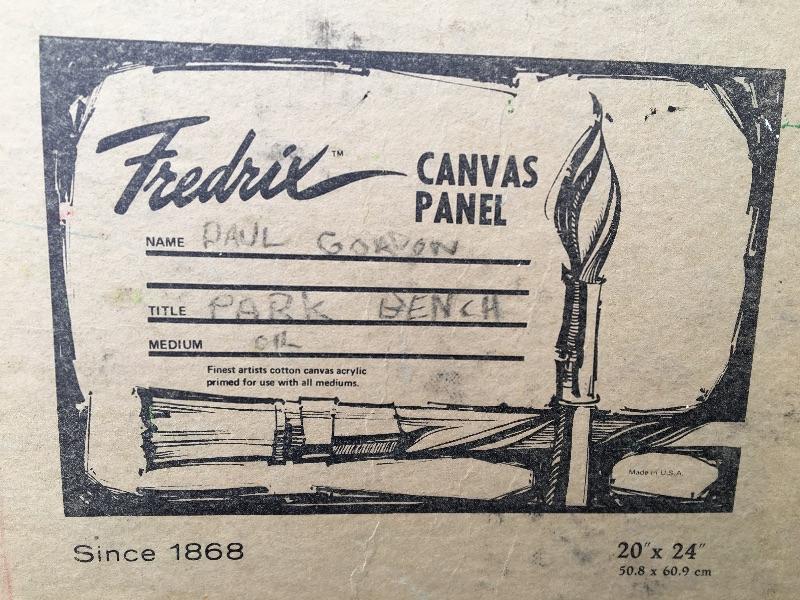 Fredrix™
CANVAS
PANEL
NAME PAUL GORDON
TITLE PARK BENCH
MEDIUM OIL
Finest artists cotton canvas acrylic
primed for use with all mediums.
Made in U.S.A.
Since 1868
20" x 24"
50.8 x 60.9 cm